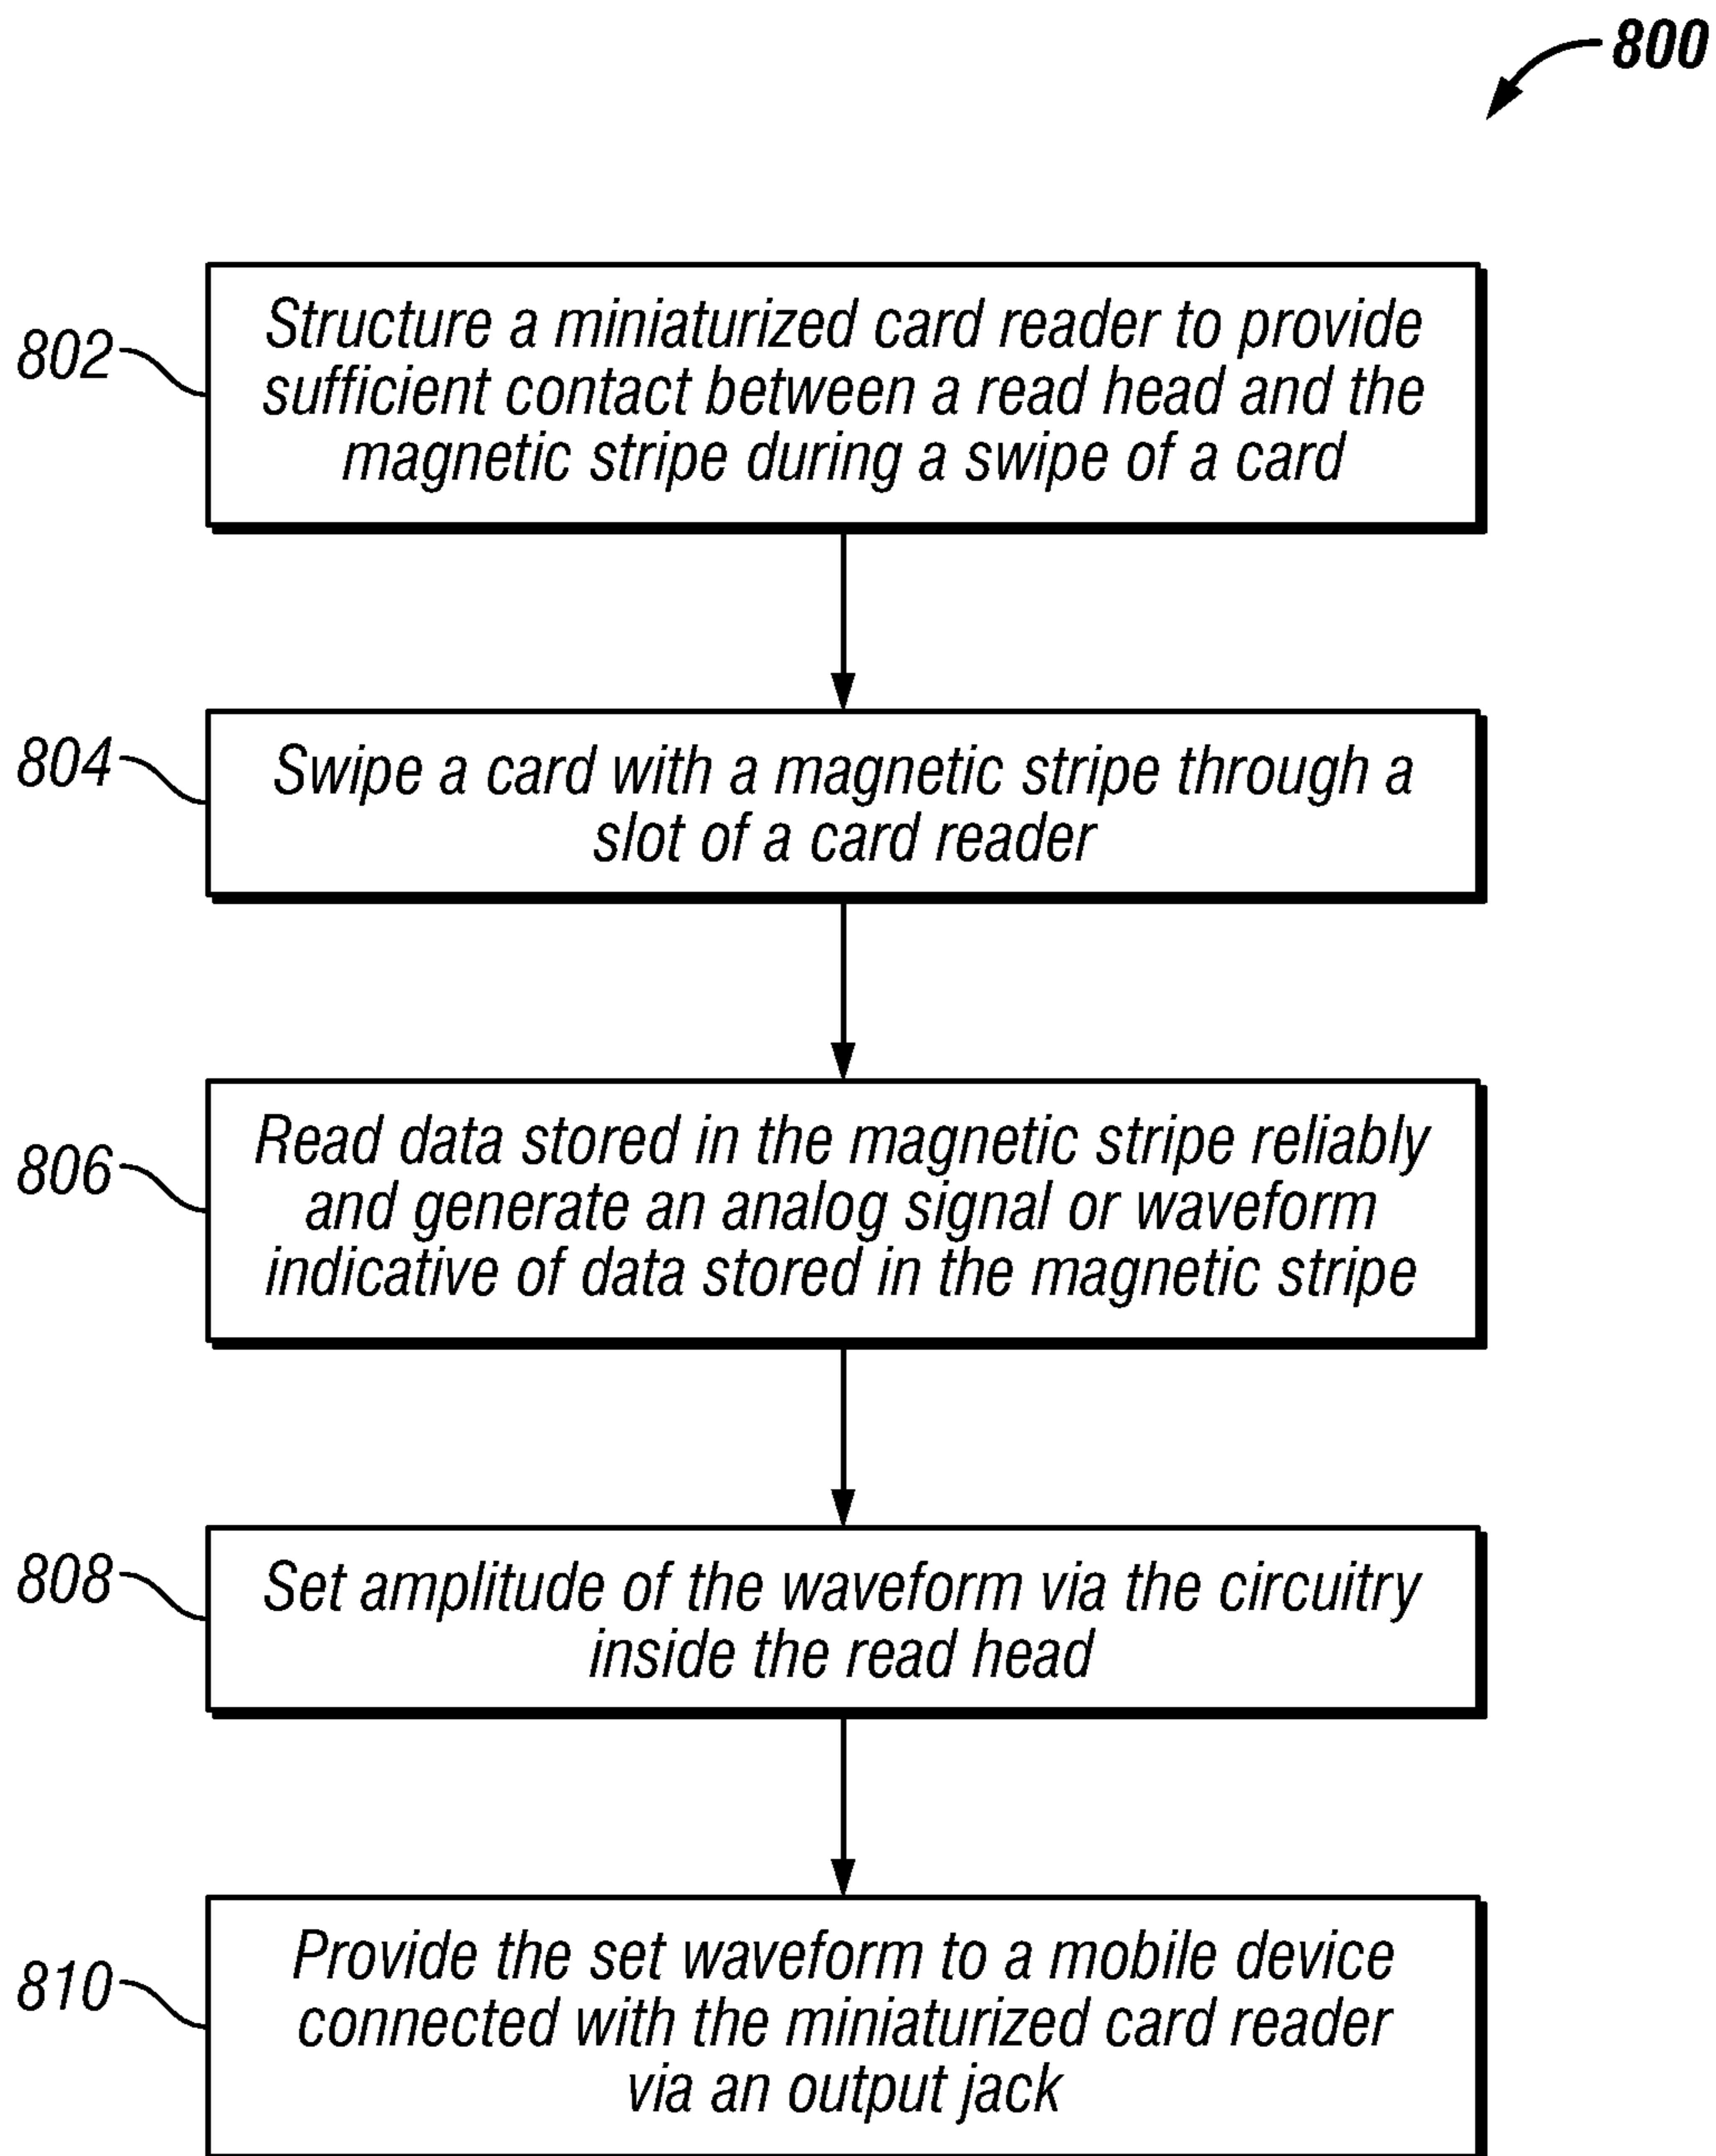 800
802
Structure a miniaturized card reader to provide
sufficient contact between a read head and the
magnetic stripe during a swipe of a card
804
Swipe a card with a magnetic stripe through a
slot of a card reader
806
Read data stored in the magnetic stripe reliably
and generate an analog signal or waveform
indicative of data stored in the magnetic stripe
808
Set amplitude of the waveform via the circuitry
inside the read head
810
Provide the set waveform to a mobile device
connected with the miniaturized card reader
via an output jack